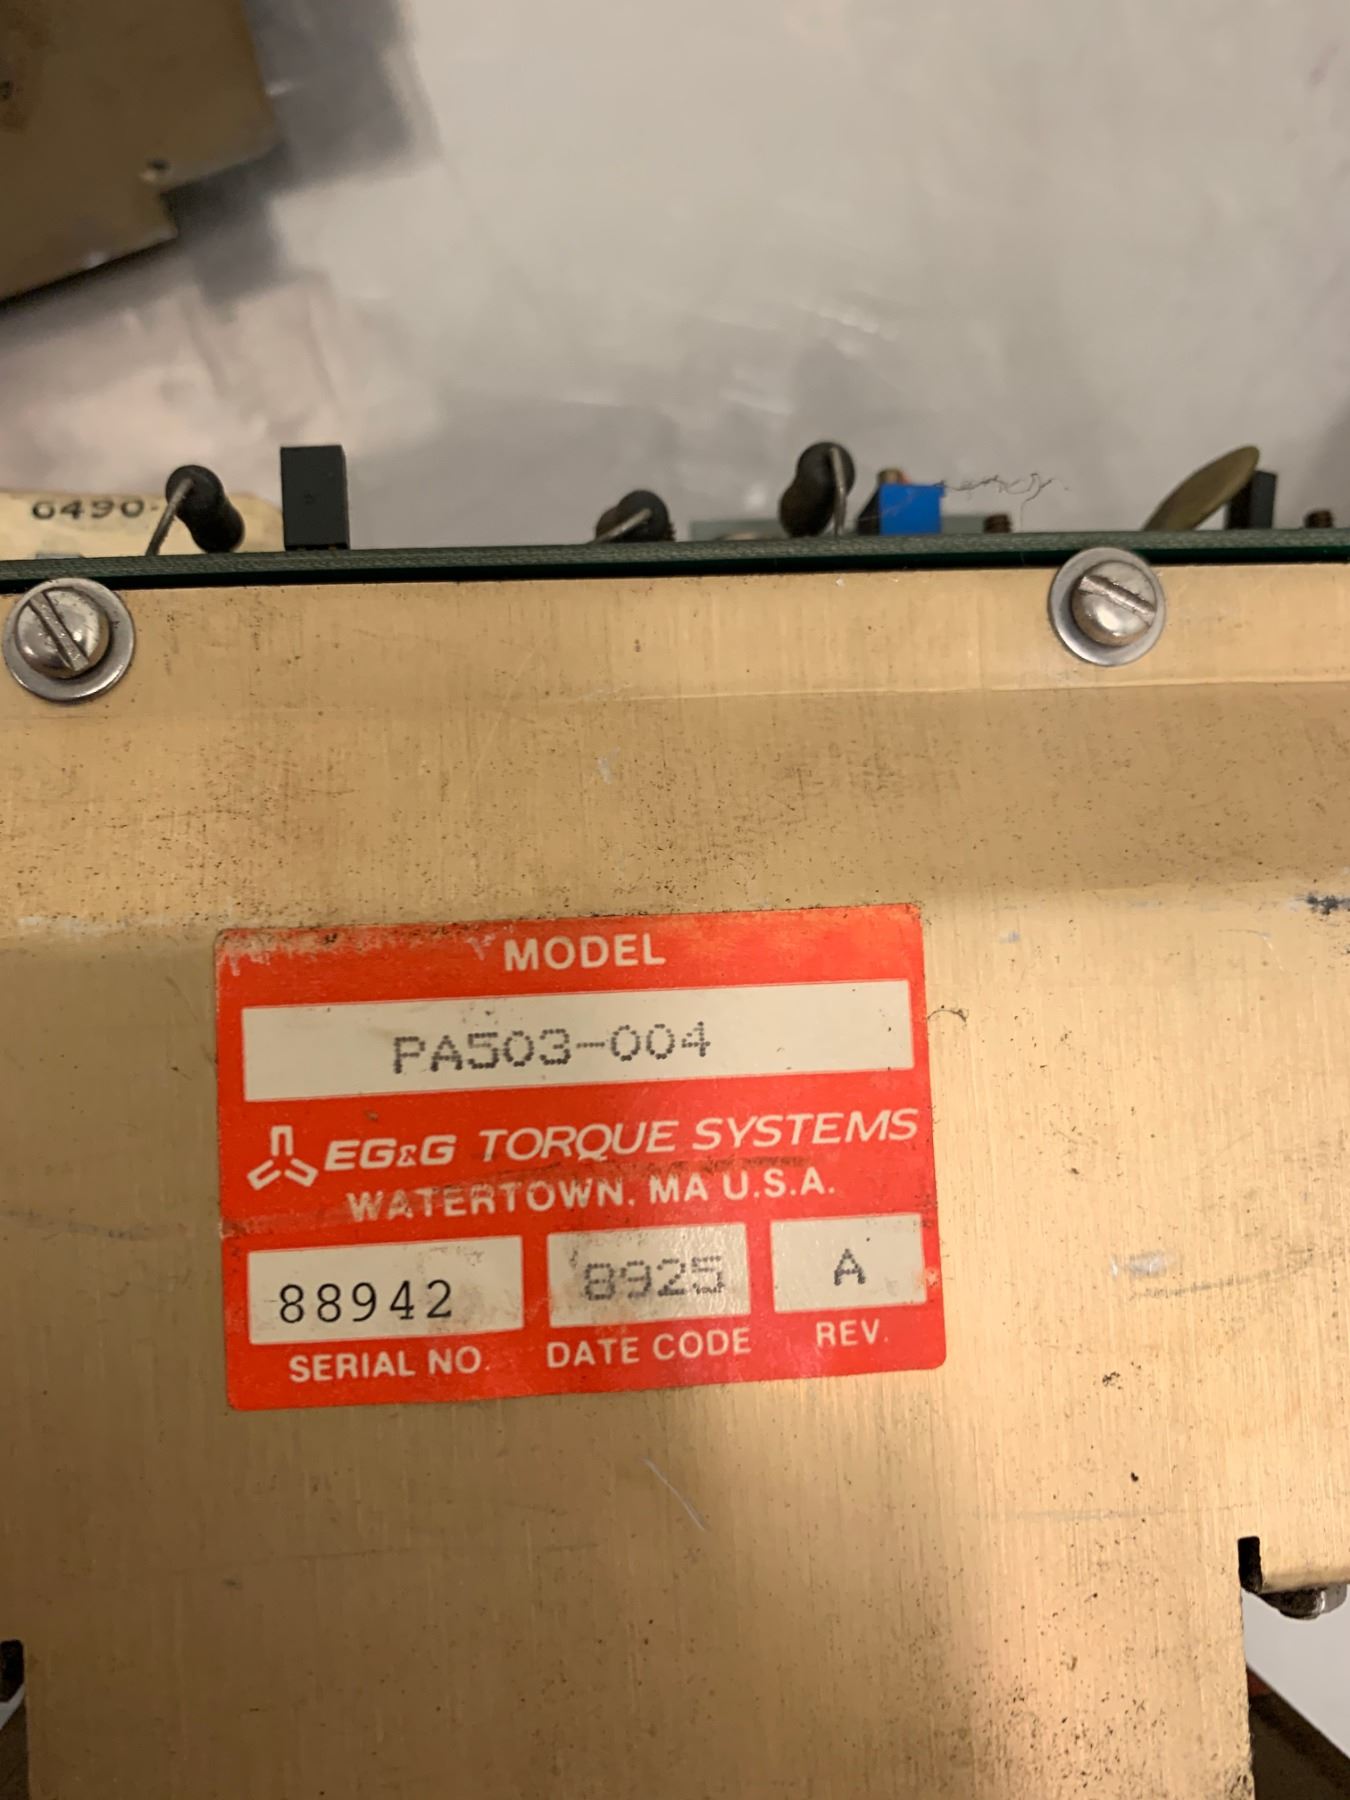 0490-
MODEL
PA503-004
EG&G TORQUE SYSTEMS
WATERTOWN, MA U.S.A.
88942 8925 A
SERIAL NO. DATE CODE REV.